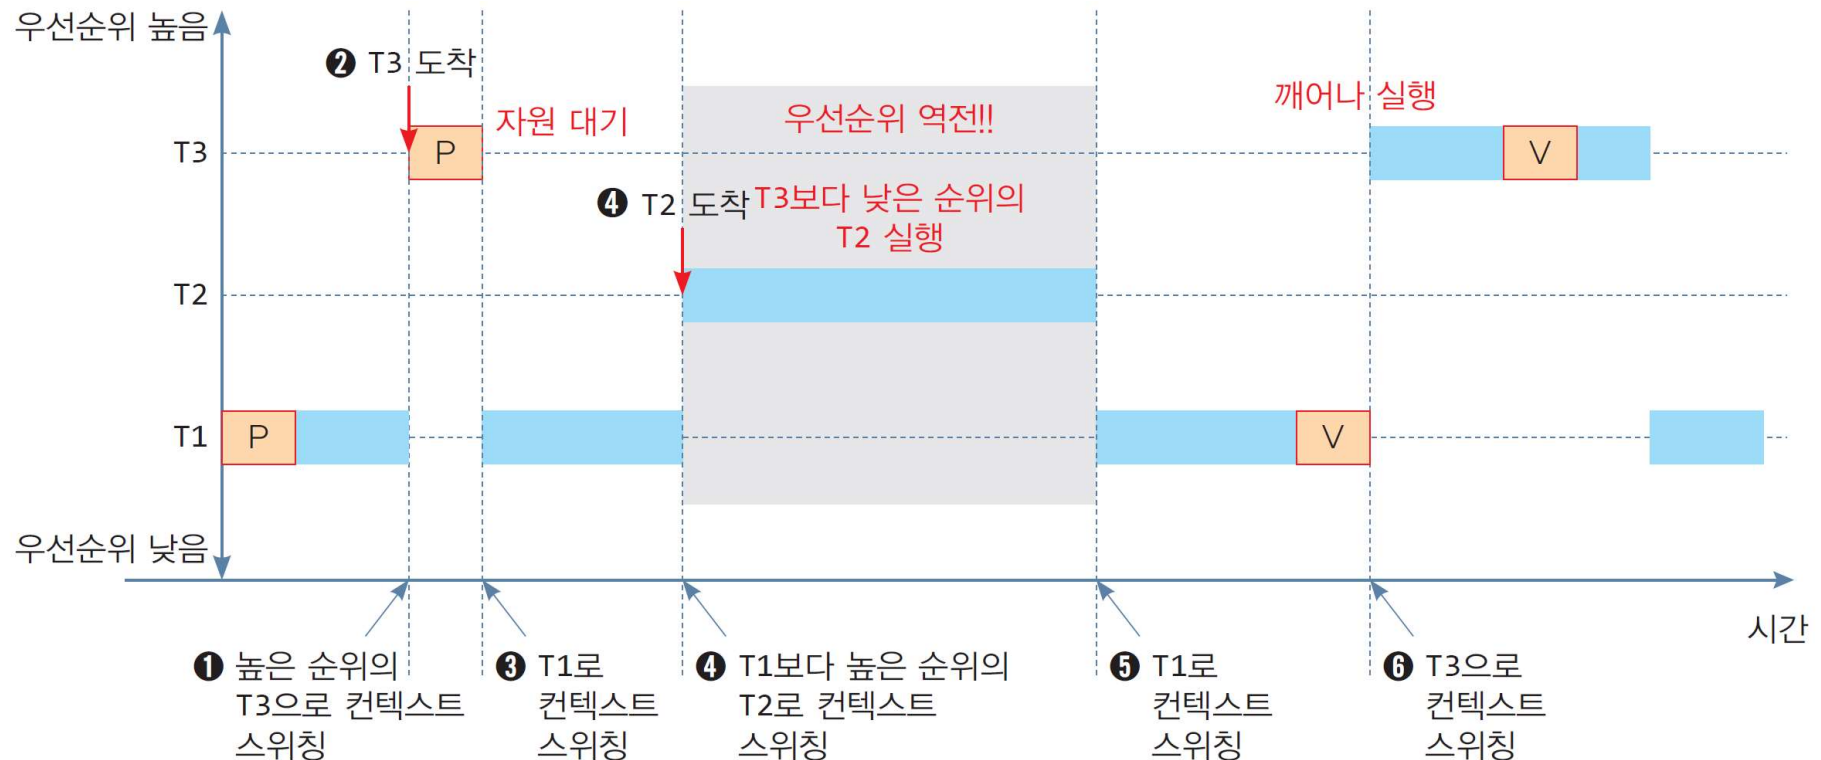 우선순위 높음
❷ T3 도착
자원 대기
우선순위 역전!!
깨어나 실행
T3
P
V
❹ T2 도착
T3보다 낮은 순위의
T2 실행
T2
T1
P
V
우선순위 낮음
시간
❶ 높은 순위의
T3으로 컨텍스트
스위칭
❸ T1로
컨텍스트
스위칭
❹ T1보다 높은 순위의
T2로 컨텍스트
스위칭
❺ T1로
컨텍스트
스위칭
❻ T3으로
컨텍스트
스위칭